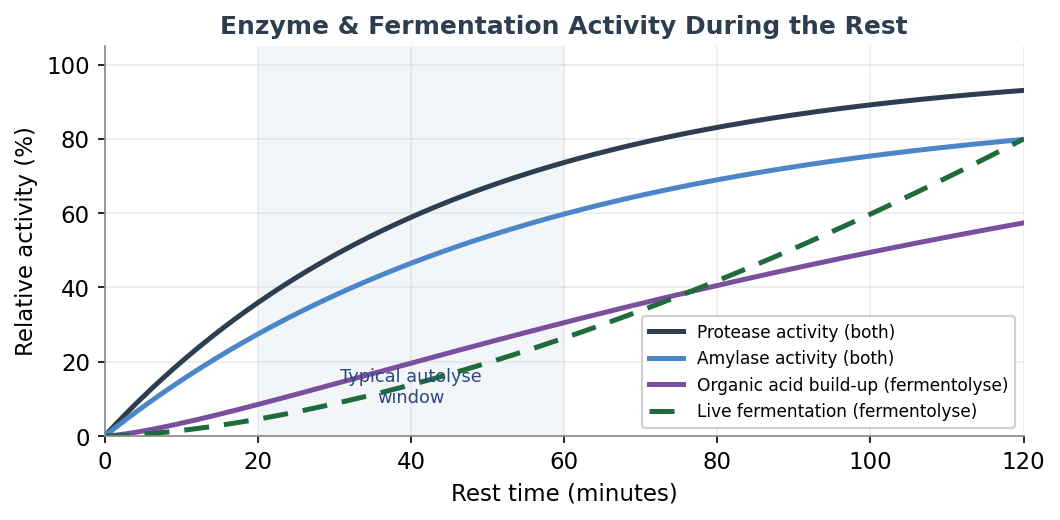 Enzyme & Fermentation Activity During the Rest
Relative activity (%)
100
80
60
40
20
0
Typical autolyse
window
Protease activity (both)
Amylase activity (both)
Organic acid build-up (fermentolyse)
Live fermentation (fermentolyse)
0 20 40 60 80 100 120
Rest time (minutes)